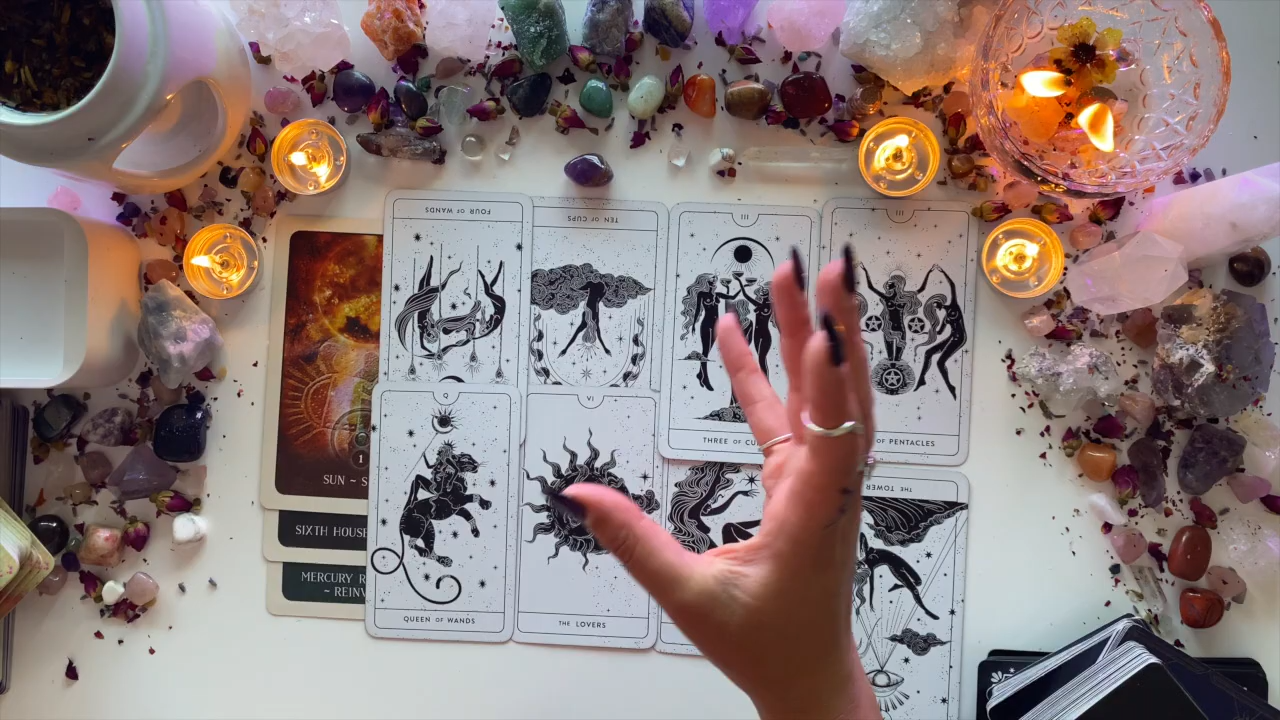 FOUR OF WANDS
TEN OF CUPS
III
III
THREE OF CU
OF PENTACLES
1
SUN ~ S
SIXTH HOUSE
MERCURY R
~ REINV
Q
VI
THE TOWER
QUEEN OF WANDS
THE LOVERS